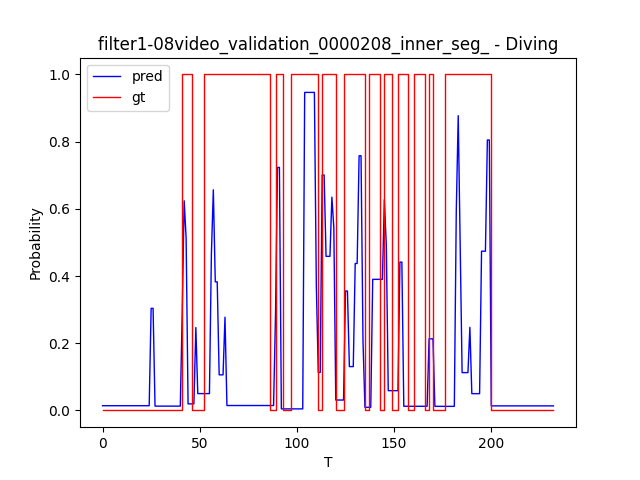 filter1-08video_validation_0000208_inner_seg_ - Diving
pred
gt
1.0
0.8
0.6
0.4
0.2
0.0
Probability
0
50
100
150
200
T